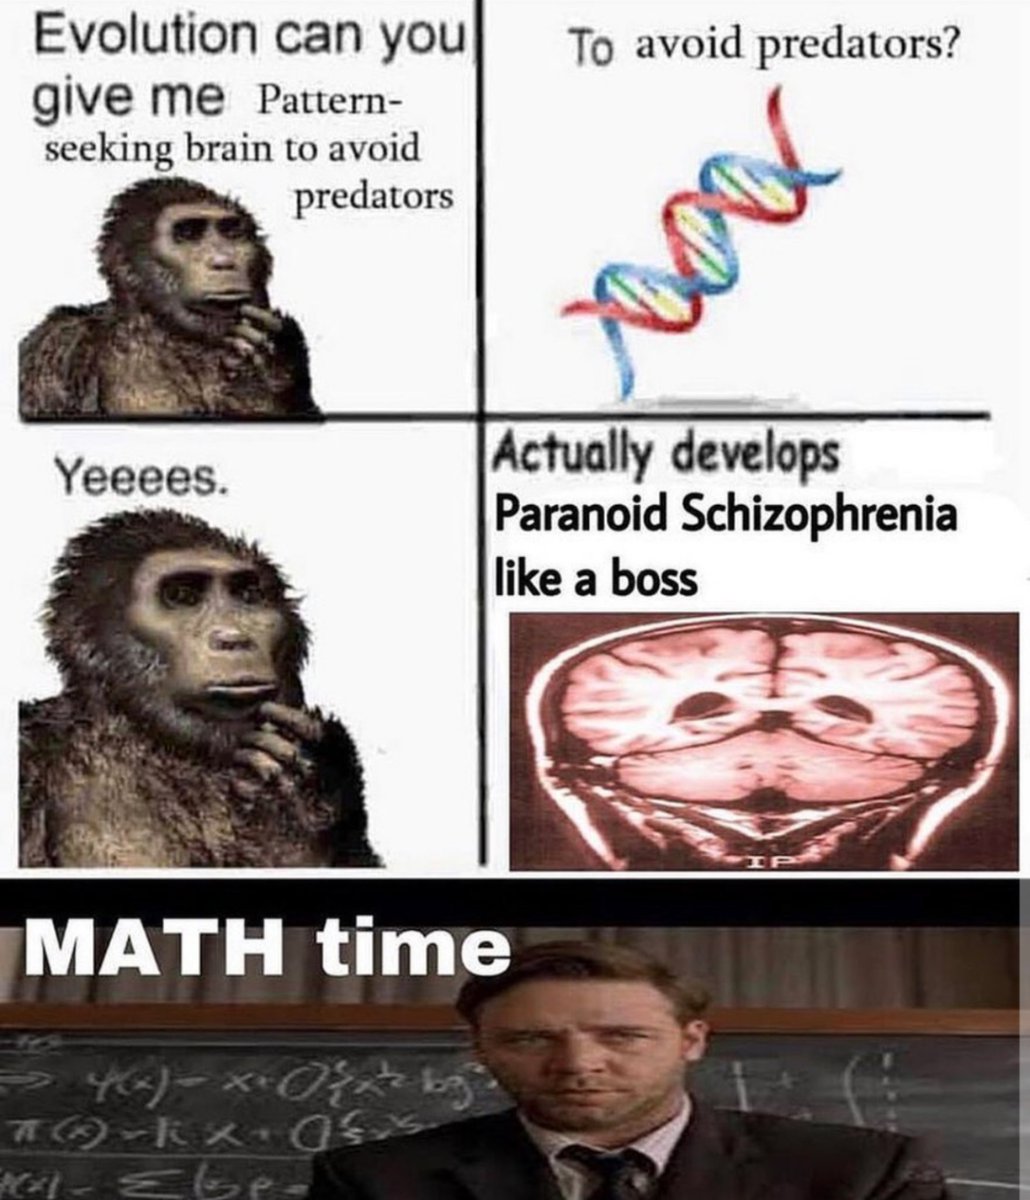 Evolution can you
give me Pattern-
seeking brain to avoid
predators
To avoid predators?
Yeeees.
Actually develops
Paranoid Schizophrenia
like a boss
I P
MATH time